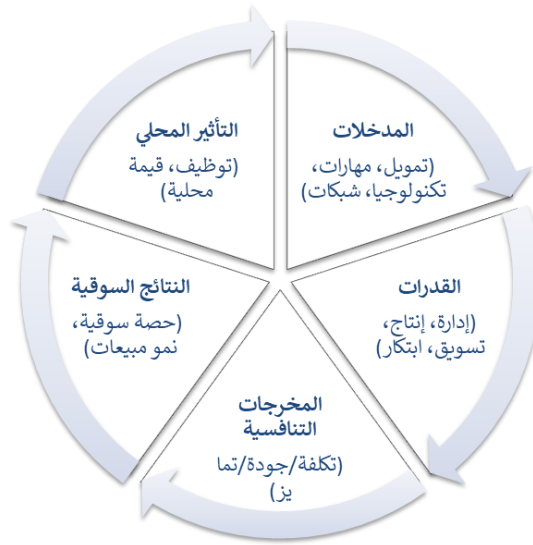 المدخلات
(تمويل، مهارات،
تكنولوجيا، شبكات)
القدرات
(إدارة، إنتاج،
تسويق، ابتكار)
المخرجات
التنافسية
(تكلفة/جودة/تما
يز)
النتائج السوقية
(حصة سوقية،
نمو مبيعات)
التأثير المحلي
(توظيف، قيمة
محلية)